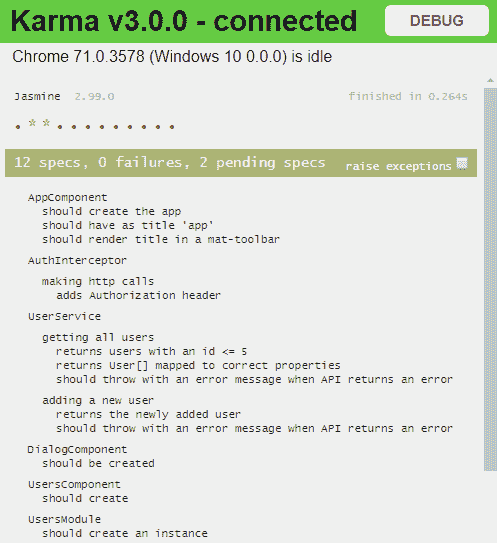 Karma v3.0.0 - connected
DEBUG
Chrome 71.0.3578 (Windows 10 0.0.0) is idle
Jasmine 2.99.0 finished in 0.264s
•**•••••••••
12 specs, 0 failures, 2 pending specs raise exceptions
AppComponent
should create the app
should have as title 'app'
should render title in a mat-toolbar
AuthInterceptor
making http calls
adds Authorization header
UserService
getting all users
returns users with an id <= 5
returns User[] mapped to correct properties
should throw with an error message when API returns an error
adding a new user
returns the newly added user
should throw with an error message when API returns an error
DialogComponent
should be created
UsersComponent
should create
UsersModule
should create an instance